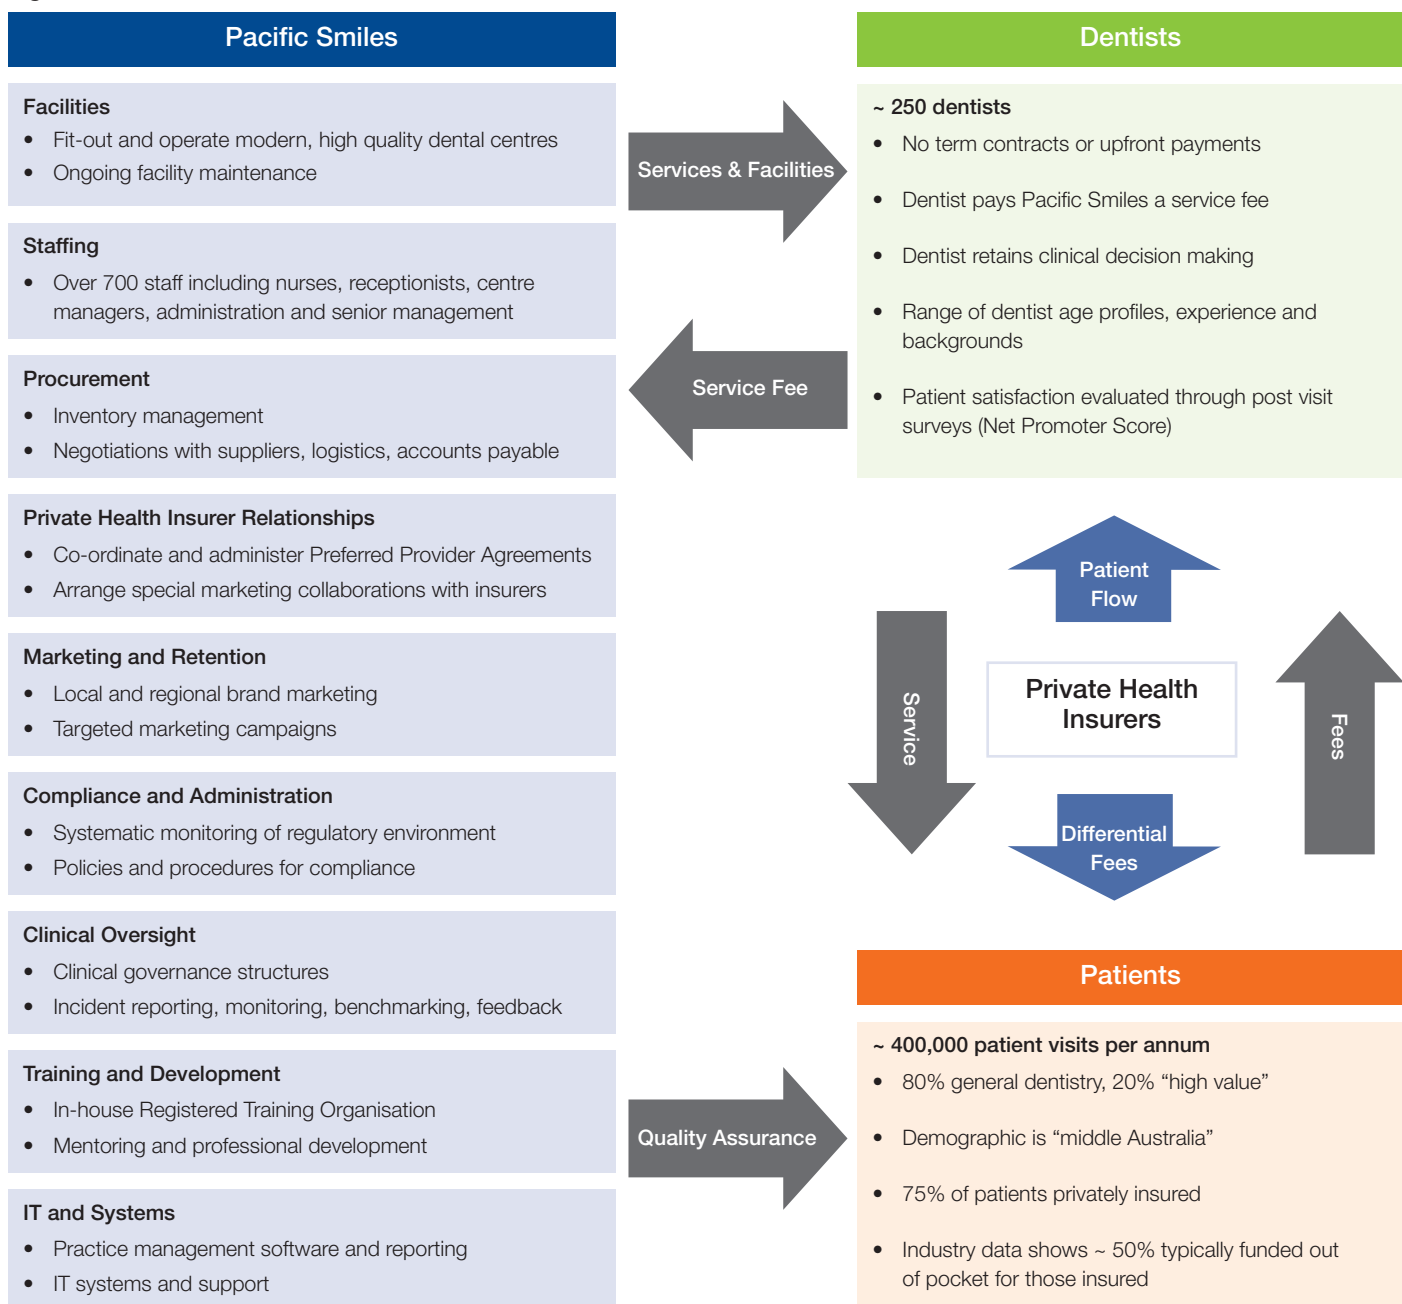 Pacific Smiles
Facilities
• Fit-out and operate modern, high quality dental centres
• Ongoing facility maintenance
Staffing
• Over 700 staff including nurses, receptionists, centre
managers, administration and senior management
Procurement
• Inventory management
• Negotiations with suppliers, logistics, accounts payable
Private Health Insurer Relationships
• Co-ordinate and administer Preferred Provider Agreements
• Arrange special marketing collaborations with insurers
Marketing and Retention
• Local and regional brand marketing
• Targeted marketing campaigns
Compliance and Administration
• Systematic monitoring of regulatory environment
• Policies and procedures for compliance
Clinical Oversight
• Clinical governance structures
• Incident reporting, monitoring, benchmarking, feedback
Training and Development
• In-house Registered Training Organisation
• Mentoring and professional development
IT and Systems
• Practice management software and reporting
• IT systems and support
Services & Facilities
Service Fee
Quality Assurance
Dentists
~ 250 dentists
• No term contracts or upfront payments
• Dentist pays Pacific Smiles a service fee
• Dentist retains clinical decision making
• Range of dentist age profiles, experience and
backgrounds
• Patient satisfaction evaluated through post visit
surveys (Net Promoter Score)
Patient
Flow
Service
Private Health
Insurers
Fees
Differential
Fees
Patients
~ 400,000 patient visits per annum
• 80% general dentistry, 20% “high value”
• Demographic is “middle Australia”
• 75% of patients privately insured
• Industry data shows ~ 50% typically funded out
of pocket for those insured